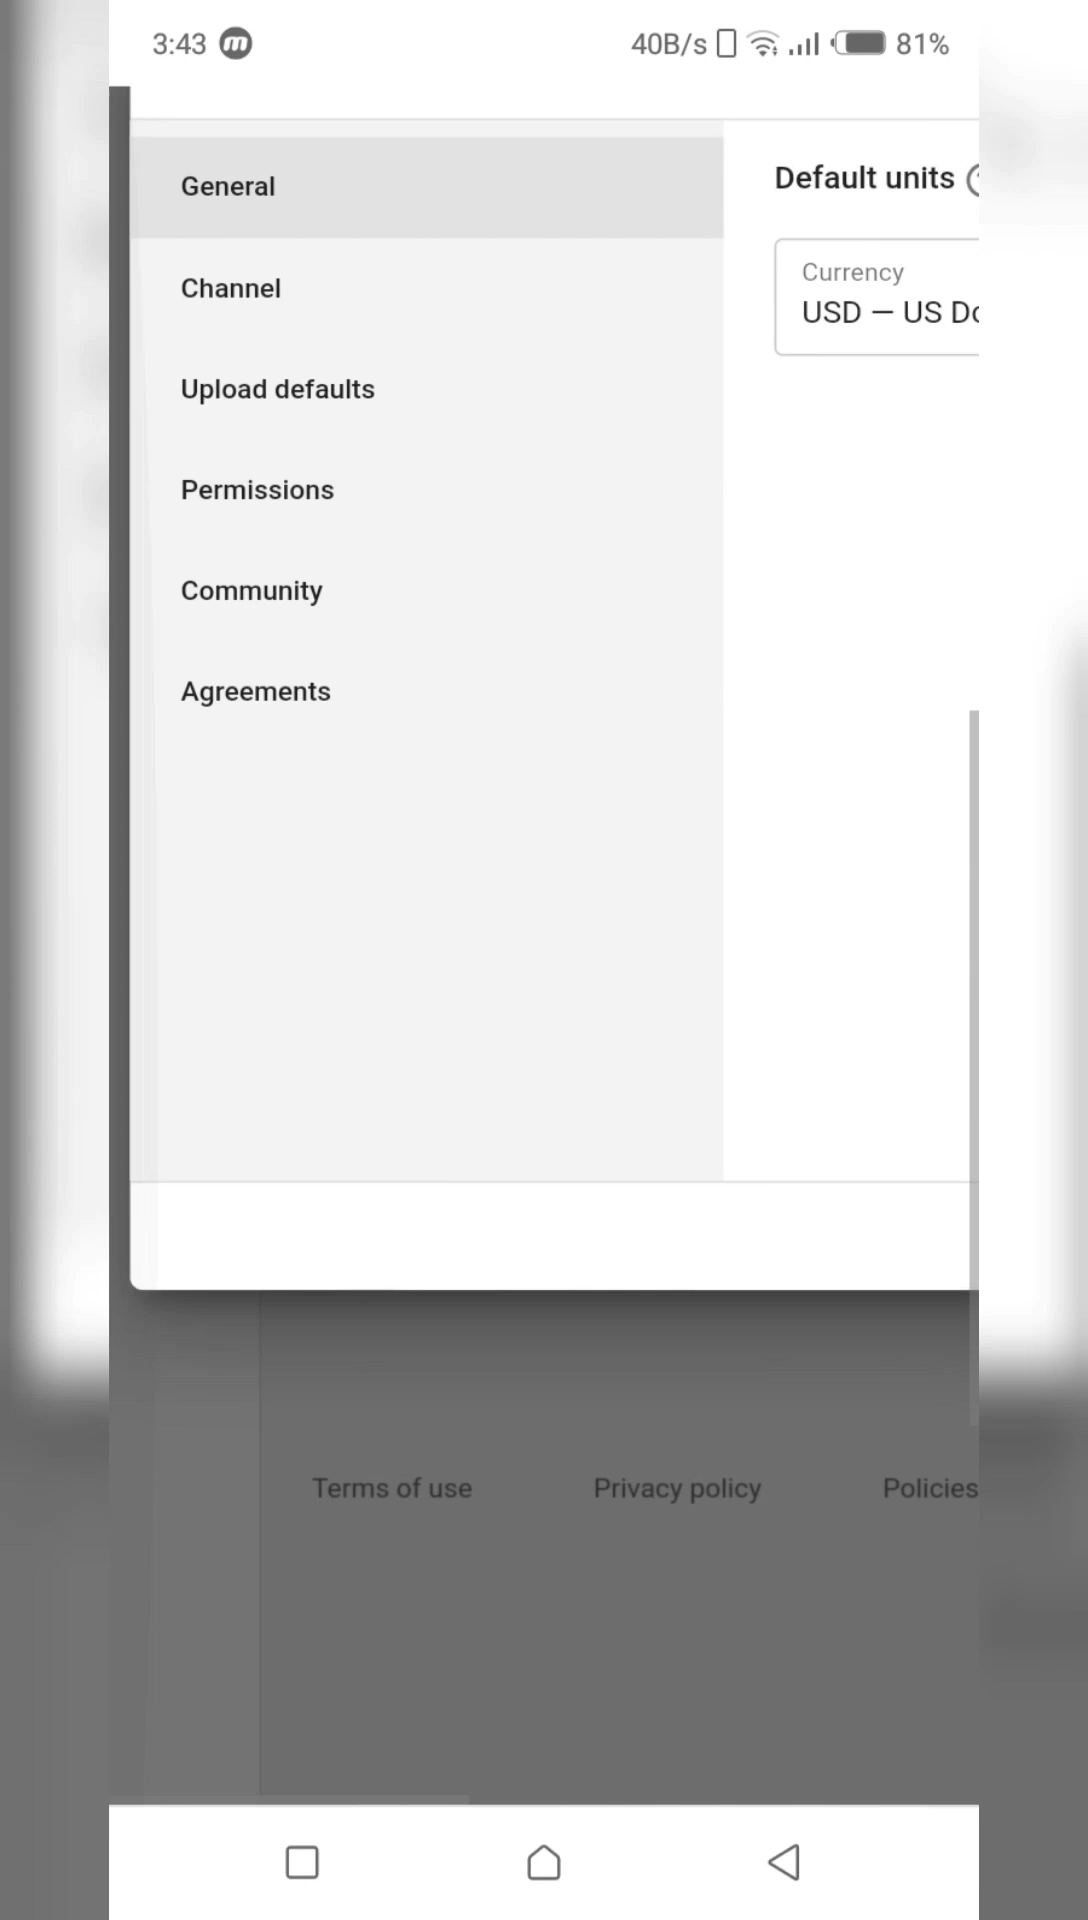 3:43 m 40B/s 81%
General
Channel
Upload defaults
Permissions
Community
Agreements
Default units
Currency
USD — US Do
Terms of use Privacy policy Policies